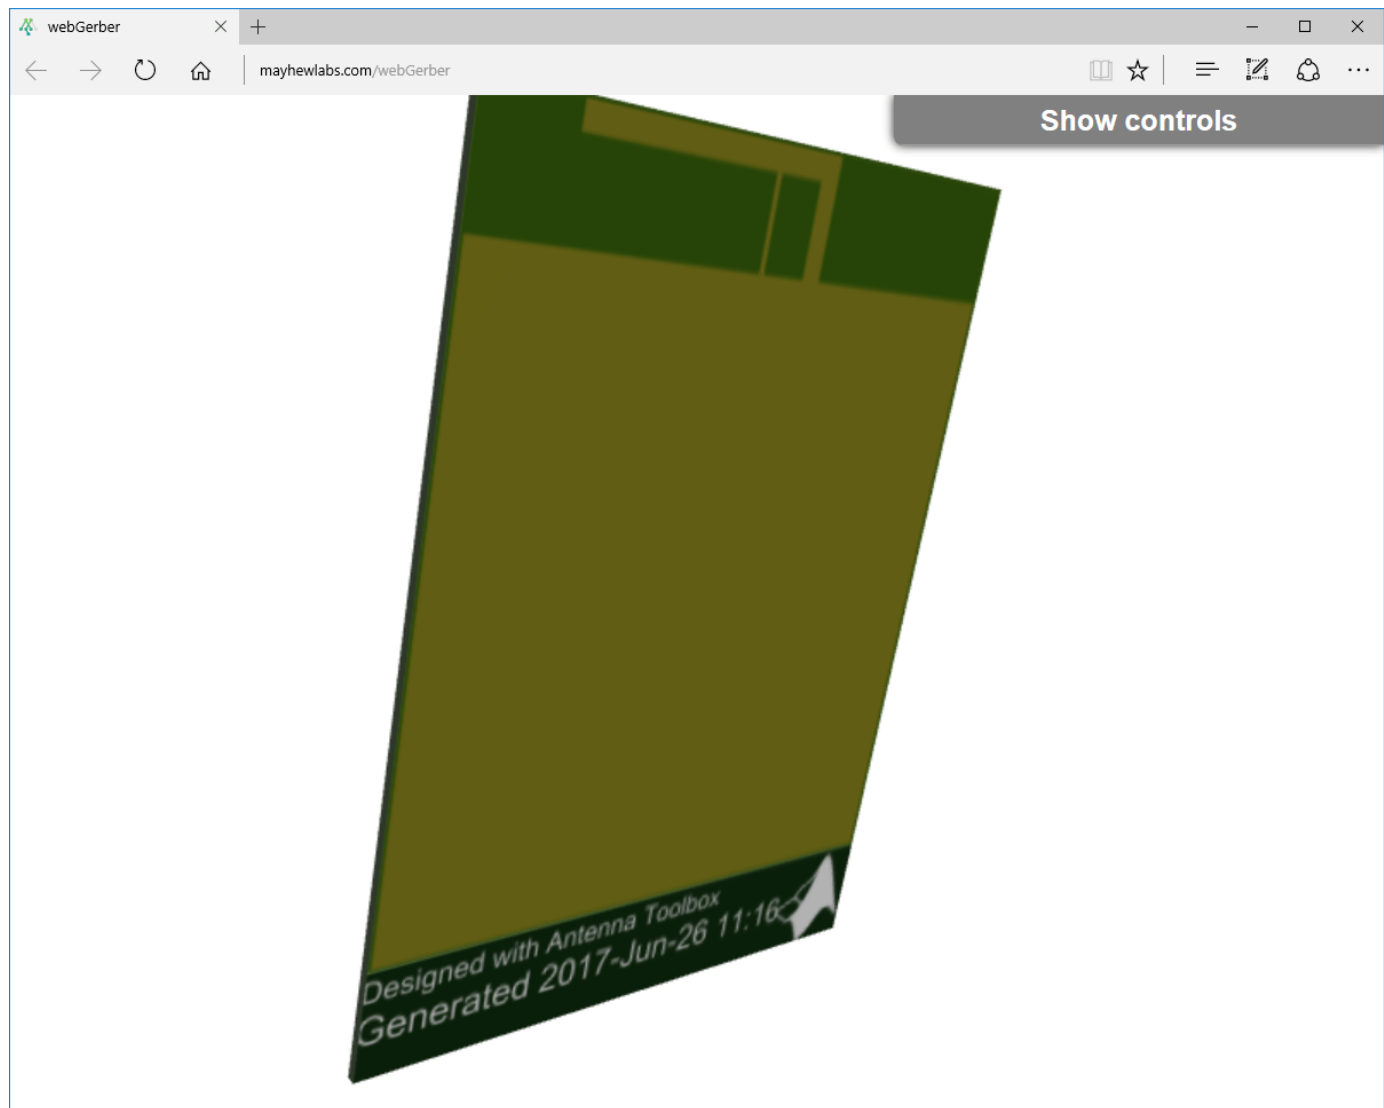 webGerber
mayhewlabs.com/webGerber
Show controls
Designed with Antenna Toolbox
Generated 2017-Jun-26 11:16